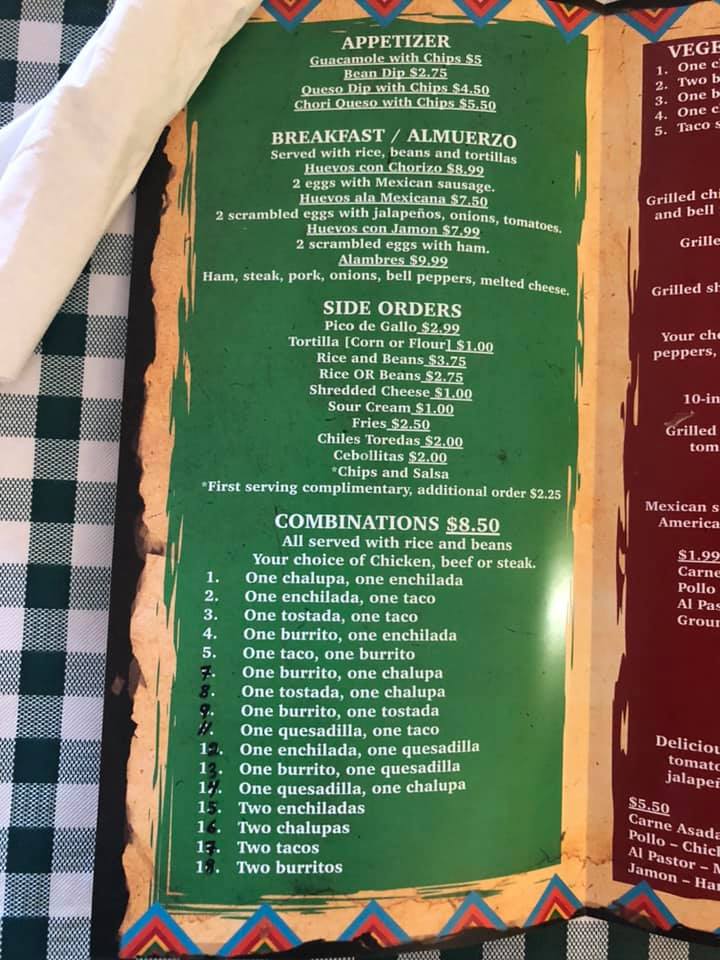 APPETIZER
Guacamole with Chips $5
Bean Dip $2.75
Queso Dip with Chips $4.50
Chori Queso with Chips $5.50
BREAKFAST / ALMUERZO
Served with rice, beans and tortillas
Huevos con Chorizo $8.99
2 eggs with Mexican sausage.
Huevos ala Mexicana $7.50
2 scrambled eggs with jalapeños, onions, tomatoes.
Huevos con Jamon $7.99
2 scrambled eggs with ham.
Alambres $9.99
Ham, steak, pork, onions, bell peppers, melted cheese.
SIDE ORDERS
Pico de Gallo $2.99
Tortilla [Corn or Flour] $1.00
Rice and Beans $3.75
Rice OR Beans $2.75
Shredded Cheese $1.00
Sour Cream $1.00
Fries $2.50
Chiles Toredas $2.00
Cebollitas $2.00
*Chips and Salsa
*First serving complimentary, additional order $2.25
COMBINATIONS $8.50
All served with rice and beans
Your choice of Chicken, beef or steak.
1. One chalupa, one enchilada
2. One enchilada, one taco
3. One tostada, one taco
4. One burrito, one enchilada
5. One taco, one burrito
7. One burrito, one chalupa
8. One tostada, one chalupa
9. One burrito, one tostada
11. One quesadilla, one taco
12. One enchilada, one quesadilla
13. One burrito, one quesadilla
14. One quesadilla, one chalupa
15. Two enchiladas
16. Two chalupas
17. Two tacos
18. Two burritos
VEGE
1. One c
2. Two b
3. One b
4. One c
5. Taco s
Grilled chi
and bell
Grille
Grilled sh
Your cho
peppers,
10-in
Grilled
tom
Mexican s
America
$1.99
Carne
Pollo
Al Pas
Groun
Deliciou
tomato
jalapeñ
$5.50
Carne Asada
Pollo – Chick
Al Pastor – M
Jamon – Ha